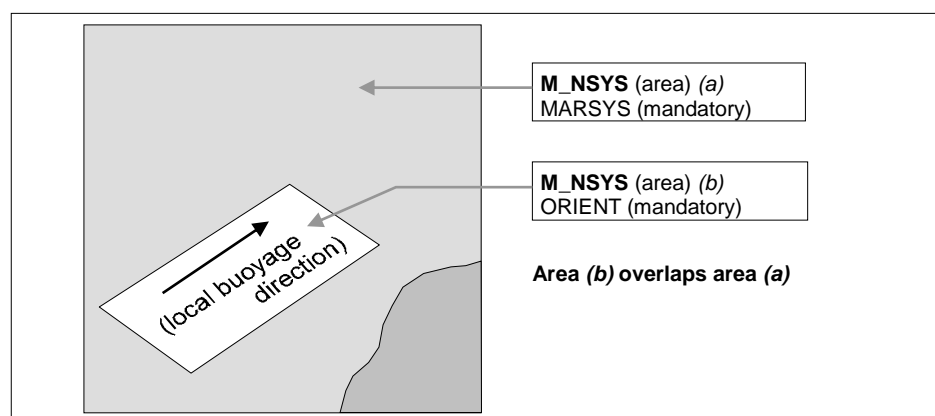 M_NSYS (area) (a)
MARSYS (mandatory)
M_NSYS (area) (b)
ORIENT (mandatory)
(local buoyage
direction)
Area (b) overlaps area (a)